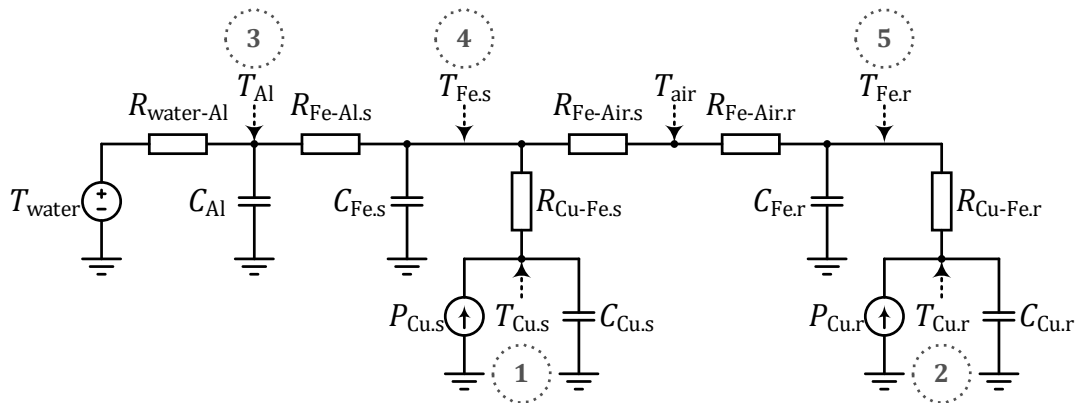 3
4
5
T_Al
T_Fe.s
T_air
T_Fe.r
R_water-Al
R_Fe-Al.s
R_Fe-Air.s
R_Fe-Air.r
T_water
+
−
C_Al
C_Fe.s
R_Cu-Fe.s
C_Fe.r
R_Cu-Fe.r
P_Cu.s
T_Cu.s
C_Cu.s
P_Cu.r
T_Cu.r
C_Cu.r
1
2